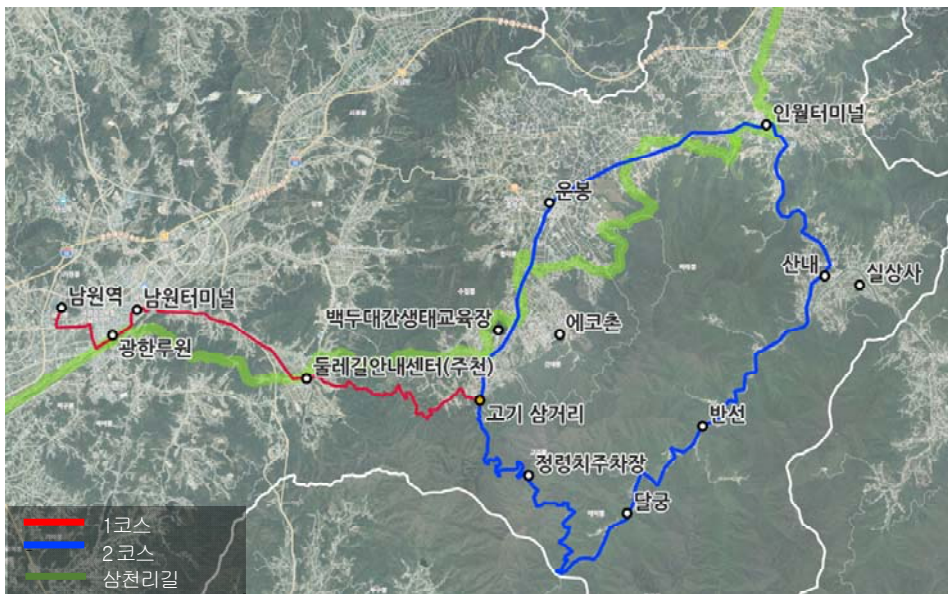 인월터미널
운봉
산내
실상사
남원역
남원터미널
백두대간생태교육장
에코촌
광한루원
둘레길안내센터(주천)
고기 삼거리
반선
정령치주차장
달궁
1코스
2코스
삼천리길